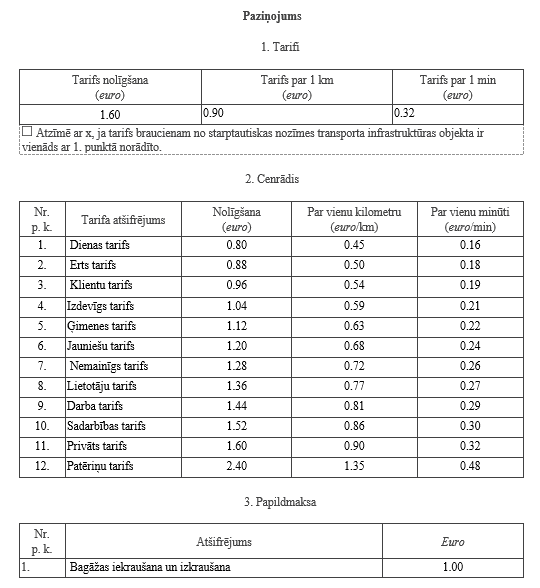 Paziņojums
1. Tarifi
Tarifs nolīgšana (euro) Tarifs par 1 km (euro) Tarifs par 1 min (euro)
1.60 0.90 0.32
☐ Atzīmē ar x, ja tarifs braucienam no starptautiskas nozīmes transporta infrastruktūras objekta ir
vienāds ar 1. punktā norādīto.
2. Cenrādis
Nr. p. k. Tarifa atšifrējums Nolīgšana (euro) Par vienu kilometru (euro/km) Par vienu minūti (euro/min)
1. Dienas tarifs 0.80 0.45 0.16
2. Erts tarifs 0.88 0.50 0.18
3. Klientu tarifs 0.96 0.54 0.19
4. Izdevīgs tarifs 1.04 0.59 0.21
5. Ģimenes tarifs 1.12 0.63 0.22
6. Jauniešu tarifs 1.20 0.68 0.24
7. Nemainīgs tarifs 1.28 0.72 0.26
8. Lietotāju tarifs 1.36 0.77 0.27
9. Darba tarifs 1.44 0.81 0.29
10. Sadarbības tarifs 1.52 0.86 0.30
11. Privāts tarifs 1.60 0.90 0.32
12. Patēriņu tarifs 2.40 1.35 0.48
3. Papildmaksa
Nr. p. k. Atšifrējums Euro
1. Bagāžas iekraušana un izkraušana 1.00